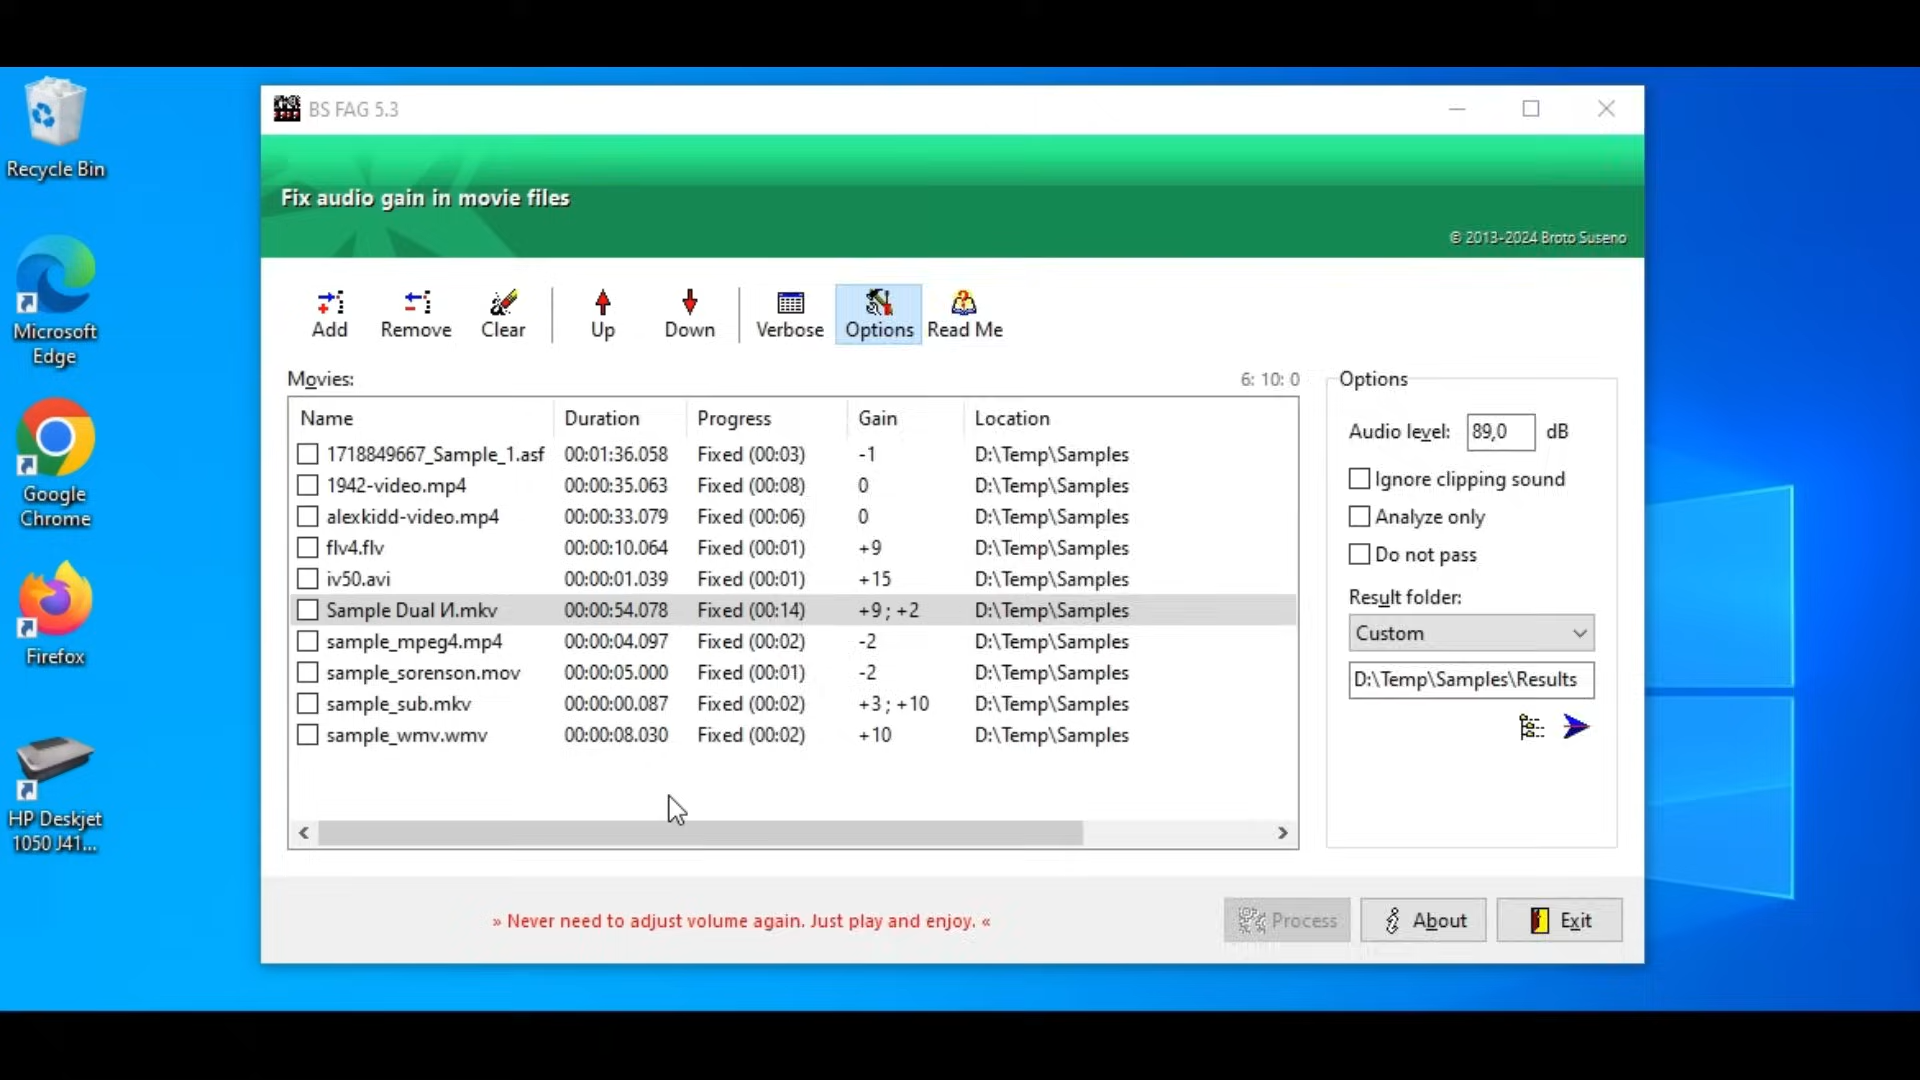 Recycle Bin
Microsoft
Edge
Google
Chrome
Firefox
HP Deskjet
1050 J41...
BS FAG 5.3
Fix audio gain in movie files
© 2013-2024 Broto Suseno
Add Remove Clear Up Down Verbose Options Read Me
Movies: 6: 10: 0
Name Duration Progress Gain Location
1718849667_Sample_1.asf 00:01:36.058 Fixed (00:03) -1 D:\Temp\Samples
1942-video.mp4 00:00:35.063 Fixed (00:08) 0 D:\Temp\Samples
alexkidd-video.mp4 00:00:33.079 Fixed (00:06) 0 D:\Temp\Samples
flv4.flv 00:00:10.064 Fixed (00:01) +9 D:\Temp\Samples
iv50.avi 00:00:01.039 Fixed (00:01) +15 D:\Temp\Samples
Sample Dual И.mkv 00:00:54.078 Fixed (00:14) +9 ; +2 D:\Temp\Samples
sample_mpeg4.mp4 00:00:04.097 Fixed (00:02) -2 D:\Temp\Samples
sample_sorenson.mov 00:00:05.000 Fixed (00:01) -2 D:\Temp\Samples
sample_sub.mkv 00:00:00.087 Fixed (00:02) +3 ; +10 D:\Temp\Samples
sample_wmv.wmv 00:00:08.030 Fixed (00:02) +10 D:\Temp\Samples
Options
Audio level: 89,0 dB
Ignore clipping sound
Analyze only
Do not pass
Result folder:
Custom
D:\Temp\Samples\Results
» Never need to adjust volume again. Just play and enjoy. «
Process About Exit